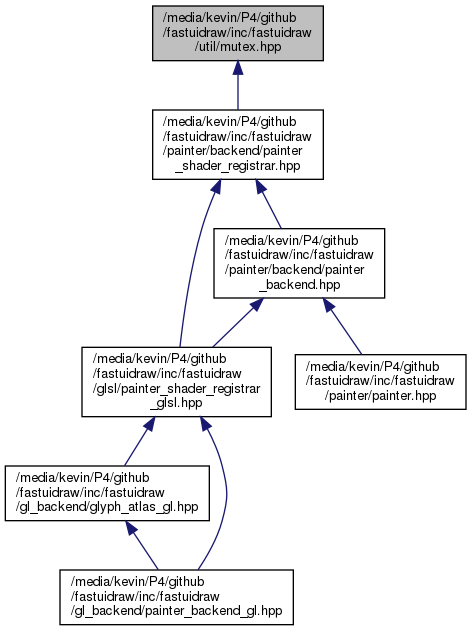 /media/kevin/P4/github
/fastuidraw/inc/fastuidraw
/util/mutex.hpp
/media/kevin/P4/github
/fastuidraw/inc/fastuidraw
/painter/backend/painter
_shader_registrar.hpp
/media/kevin/P4/github
/fastuidraw/inc/fastuidraw
/painter/backend/painter
_backend.hpp
/media/kevin/P4/github
/fastuidraw/inc/fastuidraw
/glsl/painter_shader_registrar
_glsl.hpp
/media/kevin/P4/github
/fastuidraw/inc/fastuidraw
/painter/painter.hpp
/media/kevin/P4/github
/fastuidraw/inc/fastuidraw
/gl_backend/glyph_atlas_gl.hpp
/media/kevin/P4/github
/fastuidraw/inc/fastuidraw
/gl_backend/painter_backend_gl.hpp